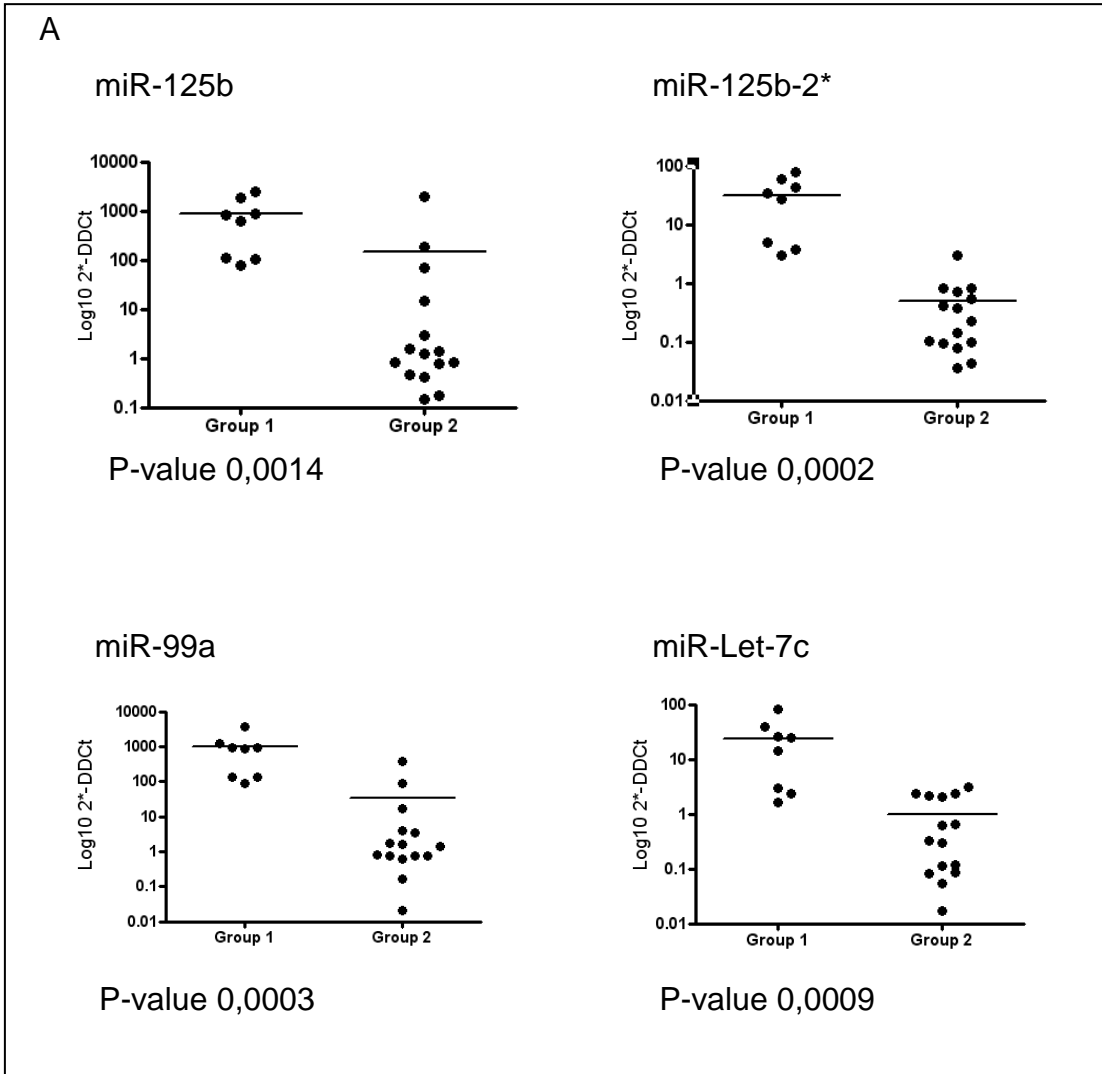 A
miR-125b
Log10 2*-DDCt
10000
1000
100
10
1
0.1
Group 1 Group 2
P-value 0,0014
miR-125b-2*
Log10 2*-DDCt
100
10
1
0.1
0.01
Group 1 Group 2
P-value 0,0002
miR-99a
Log10 2*-DDCt
10000
1000
100
10
1
0.1
0.01
Group 1 Group 2
P-value 0,0003
miR-Let-7c
Log10 2*-DDCt
100
10
1
0.1
0.01
Group 1 Group 2
P-value 0,0009